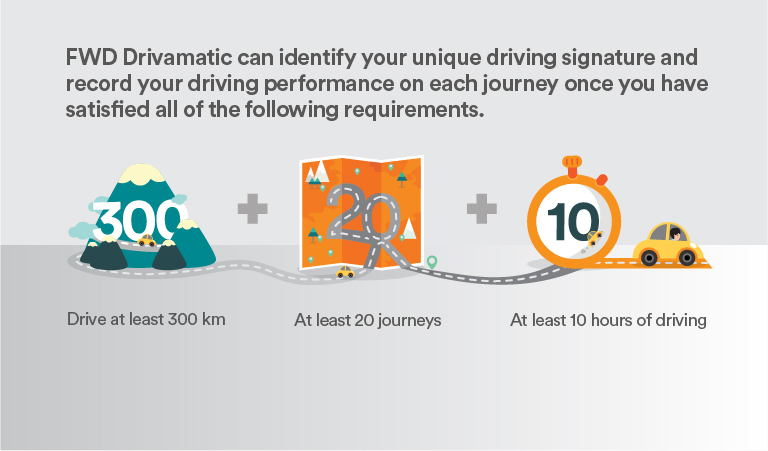 FWD Drivamatic can identify your unique driving signature and
record your driving performance on each journey once you have
satisfied all of the following requirements.
300
20
10
Drive at least 300 km
At least 20 journeys
At least 10 hours of driving